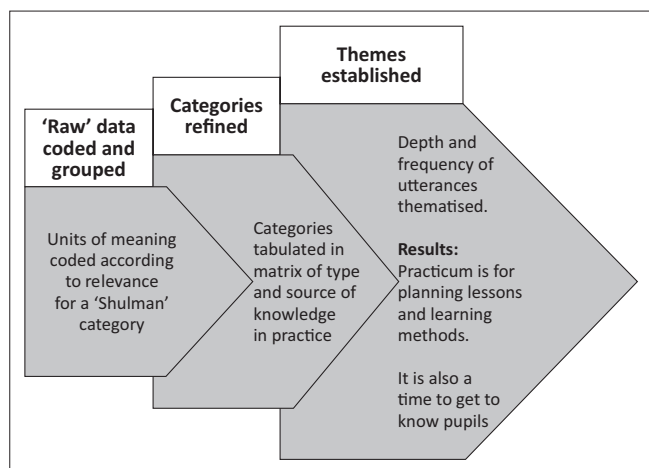 'Raw' data
coded and
grouped
Units of meaning
coded according
to relevance
for a 'Shulman'
category
Categories
refined
Categories
tabulated in
matrix of type
and source of
knowledge
in practice
Themes
established
Depth and
frequency of
utterances
thematised.
Results:
Practicum is for
planning lessons
and learning
methods.
It is also a
time to get to
know pupils